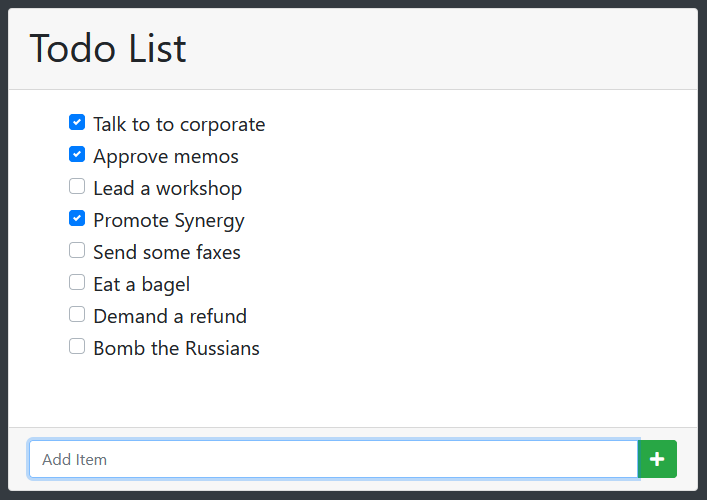 Todo List
Talk to to corporate
Approve memos
Lead a workshop
Promote Synergy
Send some faxes
Eat a bagel
Demand a refund
Bomb the Russians
Add Item